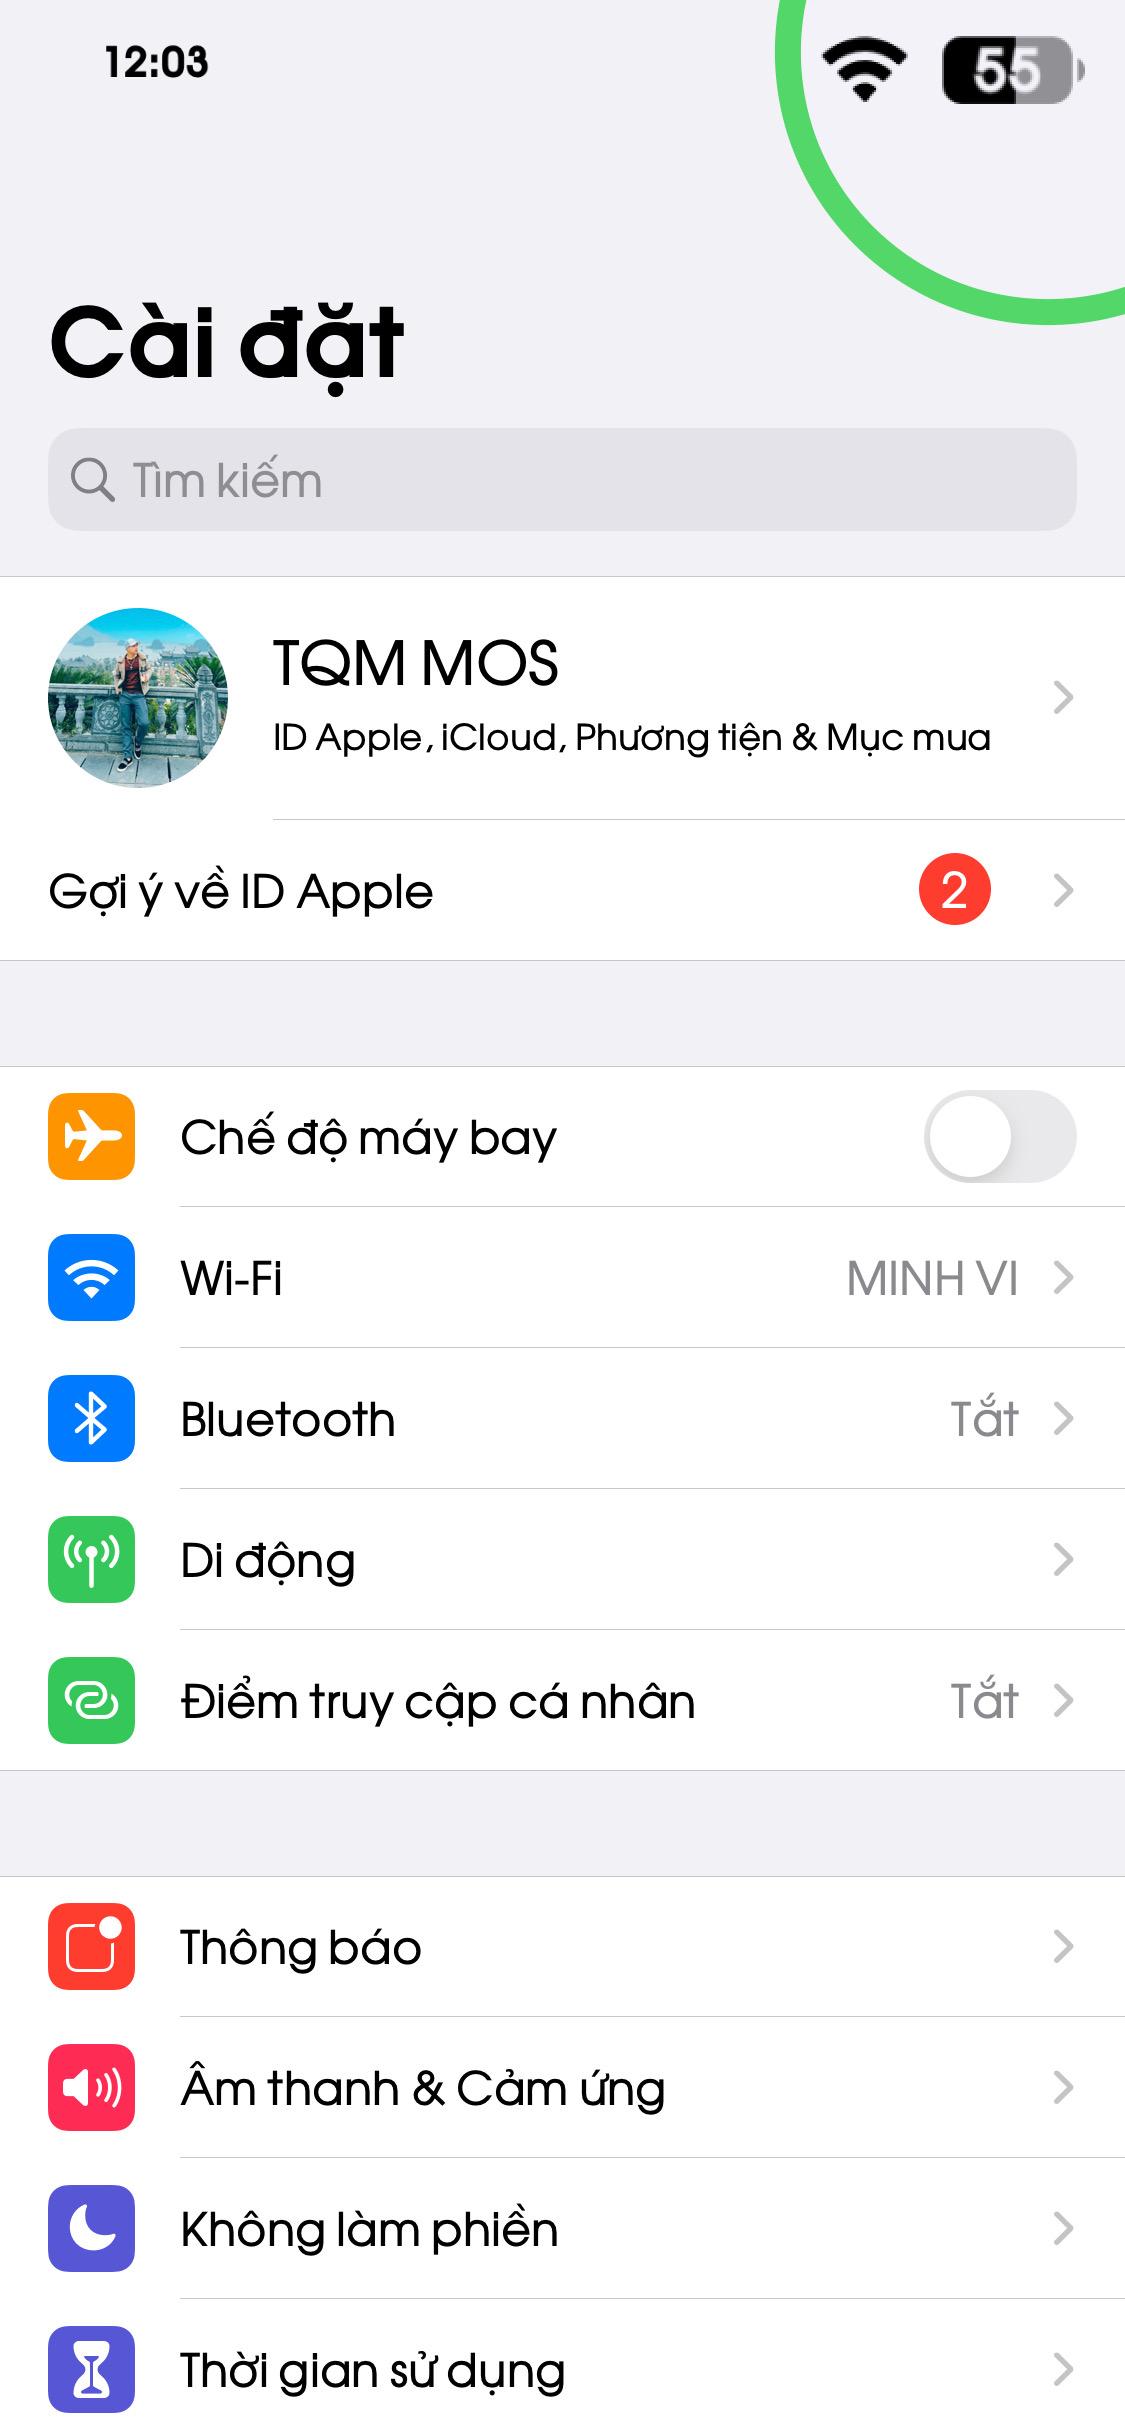 12:03
55
Cài đặt
Tìm kiếm
TQM MOS
ID Apple, iCloud, Phương tiện & Mục mua
Gợi ý về ID Apple
2
Chế độ máy bay
Wi-Fi
MINH VI
Bluetooth
Tắt
Di động
Điểm truy cập cá nhân
Tắt
Thông báo
Âm thanh & Cảm ứng
Không làm phiền
Thời gian sử dụng